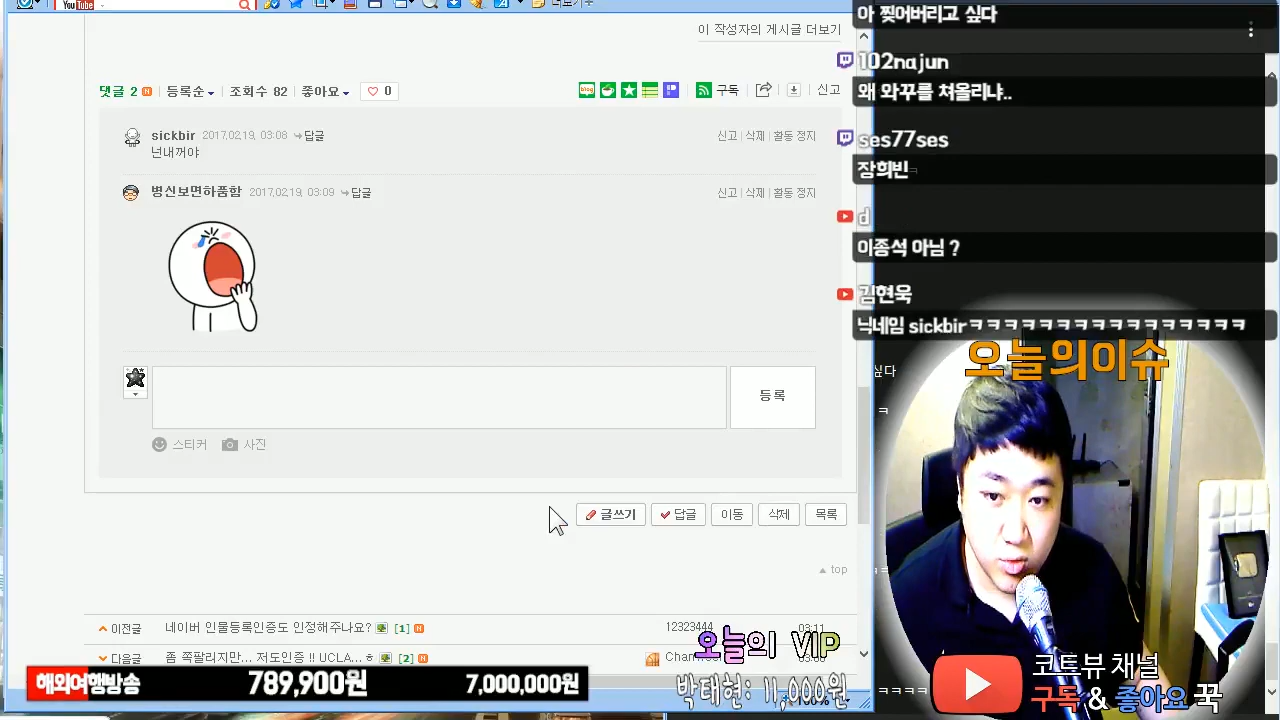 You Tube
더보기
이 작성자의 게시글 더보기
댓글 2 N 등록순 조회수 82 좋아요 0
blog 구독 신고
sickbir 2017.02.19. 03:08 답글
신고 삭제 활동 정지
넌내꺼야
병신보면하품함 2017.02.19. 03:09 답글
신고 삭제 활동 정지
등록
스티커 사진
글쓰기 답글 이동 삭제 목록
top
이전글 네이버 인물등록인증도 인정해주나요? [1] N 12323444 03:11
다음글 좀 쪽팔리지만... 저도인증 !! UCLA...ㅎ [2] N
오늘의 VIP
박태현: 11,000원
해외여행방송 789,900원 7,000,000원
아 찢어버리고 싶다
102najun
왜 와꾸를 쳐올리냐..
ses77ses
장희빈
d
이종석 아님 ?
김현욱
닉네임 sickbirㅋㅋㅋㅋㅋㅋㅋㅋㅋㅋㅋㅋㅋㅋㅋㅋ
오늘의이슈
싶다
ㅋ
ㅋㅋㅋㅋ
코트뷰 채널
구독 & 좋아요 꾹